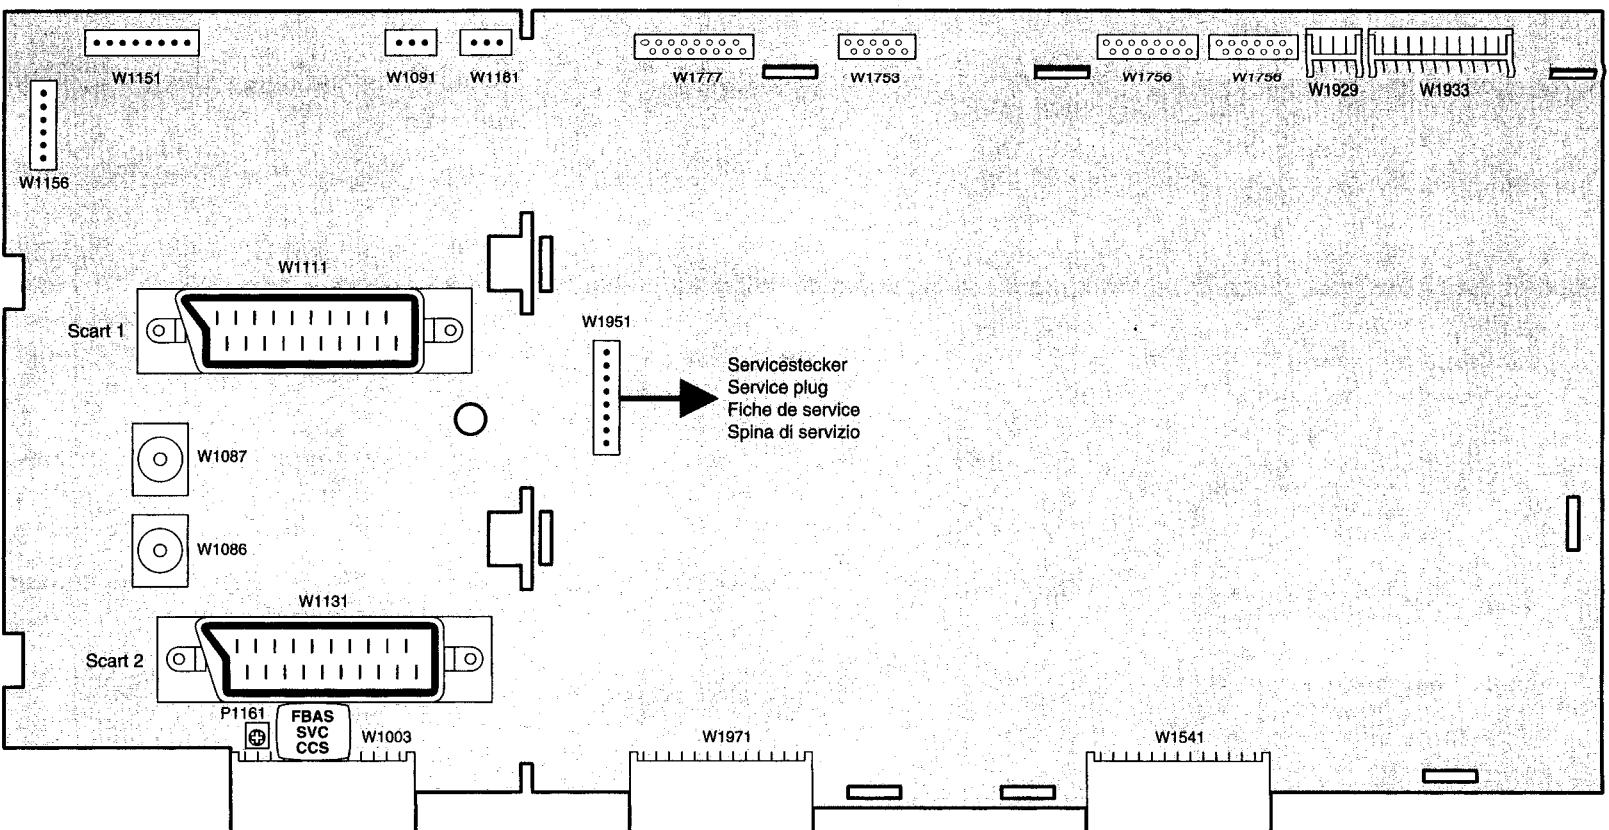 W1151
W1091
W1181
W1777
W1753
W1756
W1756
W1929
W1933
W1156
W1111
Scart 1
W1951
Servicestecker
Service plug
Fiche de service
Spina di servizio
W1087
W1086
W1131
Scart 2
P1161
FBAS
SVC
CCS
W1003
W1971
W1541